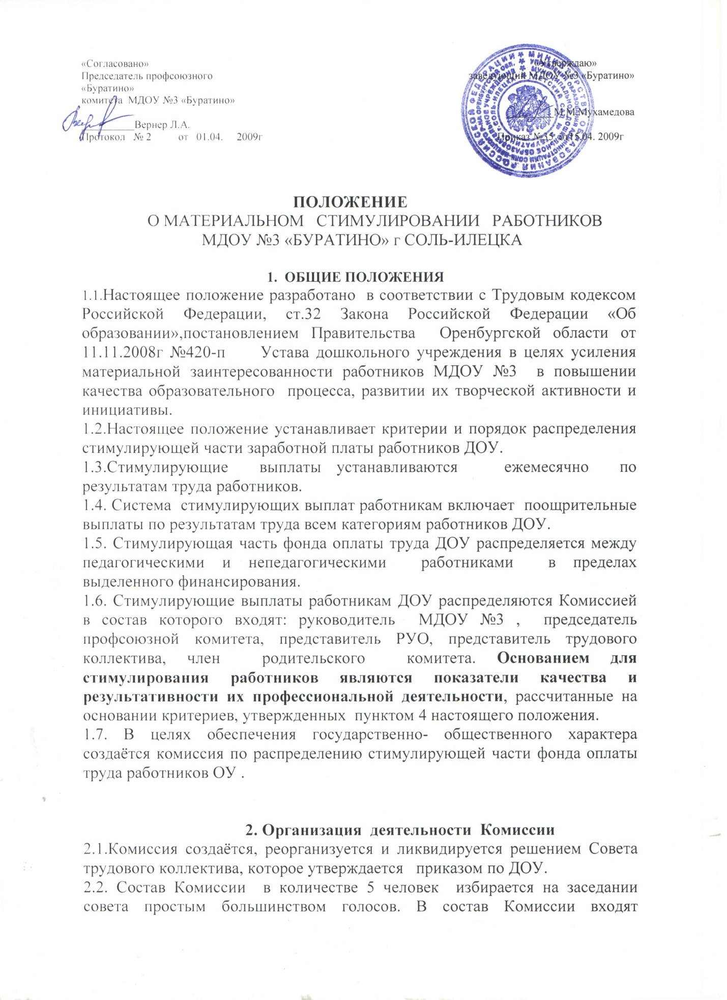 «Согласовано»
Председатель профсоюзного
«Буратино»
комитета МДОУ №3 «Буратино»
__________Вернер Л.А.
Протокол № 2 от 01.04. 2009г
«Утверждаю»
заведующий МДОУ №3 «Буратино»
_________М.М.Мухамедова
Приказ №35 от15.04. 2009г
ПОЛОЖЕНИЕ
О МАТЕРИАЛЬНОМ СТИМУЛИРОВАНИИ РАБОТНИКОВ
МДОУ №3 «БУРАТИНО» г СОЛЬ-ИЛЕЦКА
1. ОБЩИЕ ПОЛОЖЕНИЯ
1.1.Настоящее положение разработано в соответствии с Трудовым кодексом
Российской Федерации, ст.32 Закона Российской Федерации «Об
образовании»,постановлением Правительства Оренбургской области от
11.11.2008г №420-п Устава дошкольного учреждения в целях усиления
материальной заинтересованности работников МДОУ №3 в повышении
качества образовательного процесса, развитии их творческой активности и
инициативы.
1.2.Настоящее положение устанавливает критерии и порядок распределения
стимулирующей части заработной платы работников ДОУ.
1.3.Стимулирующие выплаты устанавливаются ежемесячно по
результатам труда работников.
1.4. Система стимулирующих выплат работникам включает поощрительные
выплаты по результатам труда всем категориям работников ДОУ.
1.5. Стимулирующая часть фонда оплаты труда ДОУ распределяется между
педагогическими и непедагогическими работниками в пределах
выделенного финансирования.
1.6. Стимулирующие выплаты работникам ДОУ распределяются Комиссией
в состав которого входят: руководитель МДОУ №3 , председатель
профсоюзной комитета, представитель РУО, представитель трудового
коллектива, член родительского комитета. Основанием для
стимулирования работников являются показатели качества и
результативности их профессиональной деятельности, рассчитанные на
основании критериев, утвержденных пунктом 4 настоящего положения.
1.7. В целях обеспечения государственно- общественного характера
создаётся комиссия по распределению стимулирующей части фонда оплаты
труда работников ОУ .
2. Организация деятельности Комиссии
2.1.Комиссия создаётся, реорганизуется и ликвидируется решением Совета
трудового коллектива, которое утверждается приказом по ДОУ.
2.2. Состав Комиссии в количестве 5 человек избирается на заседании
совета простым большинством голосов. В состав Комиссии входят